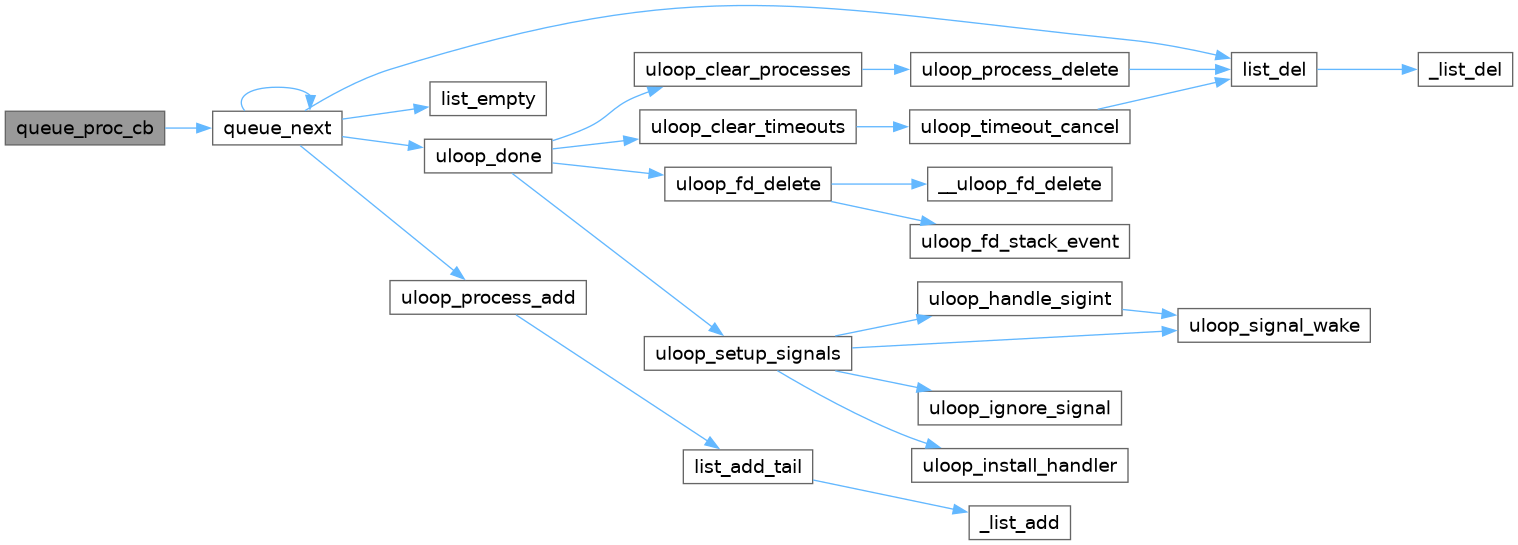 queue_proc_cb
queue_next
list_empty
uloop_done
uloop_process_add
uloop_clear_processes
uloop_clear_timeouts
uloop_fd_delete
uloop_setup_signals
list_add_tail
uloop_process_delete
uloop_timeout_cancel
__uloop_fd_delete
uloop_fd_stack_event
uloop_handle_sigint
uloop_ignore_signal
uloop_install_handler
_list_add
list_del
uloop_signal_wake
_list_del